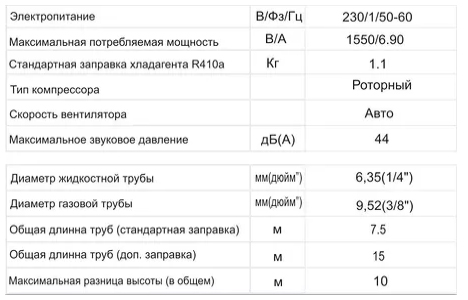 Электропитание В/Фз/Гц 230/1/50-60
Максимальная потребляемая мощность В/А 1550/6.90
Стандартная заправка хладагента R410a Кг 1.1
Тип компрессора Роторный
Скорость вентилятора Авто
Максимальное звуковое давление дБ(А) 44
Диаметр жидкостной трубы мм(дюйм") 6,35(1/4")
Диаметр газовой трубы мм(дюйм") 9,52(3/8")
Общая длинна труб (стандартная заправка) м 7.5
Общая длинна труб (доп. заправка) м 15
Максимальная разница высоты (в общем) м 10